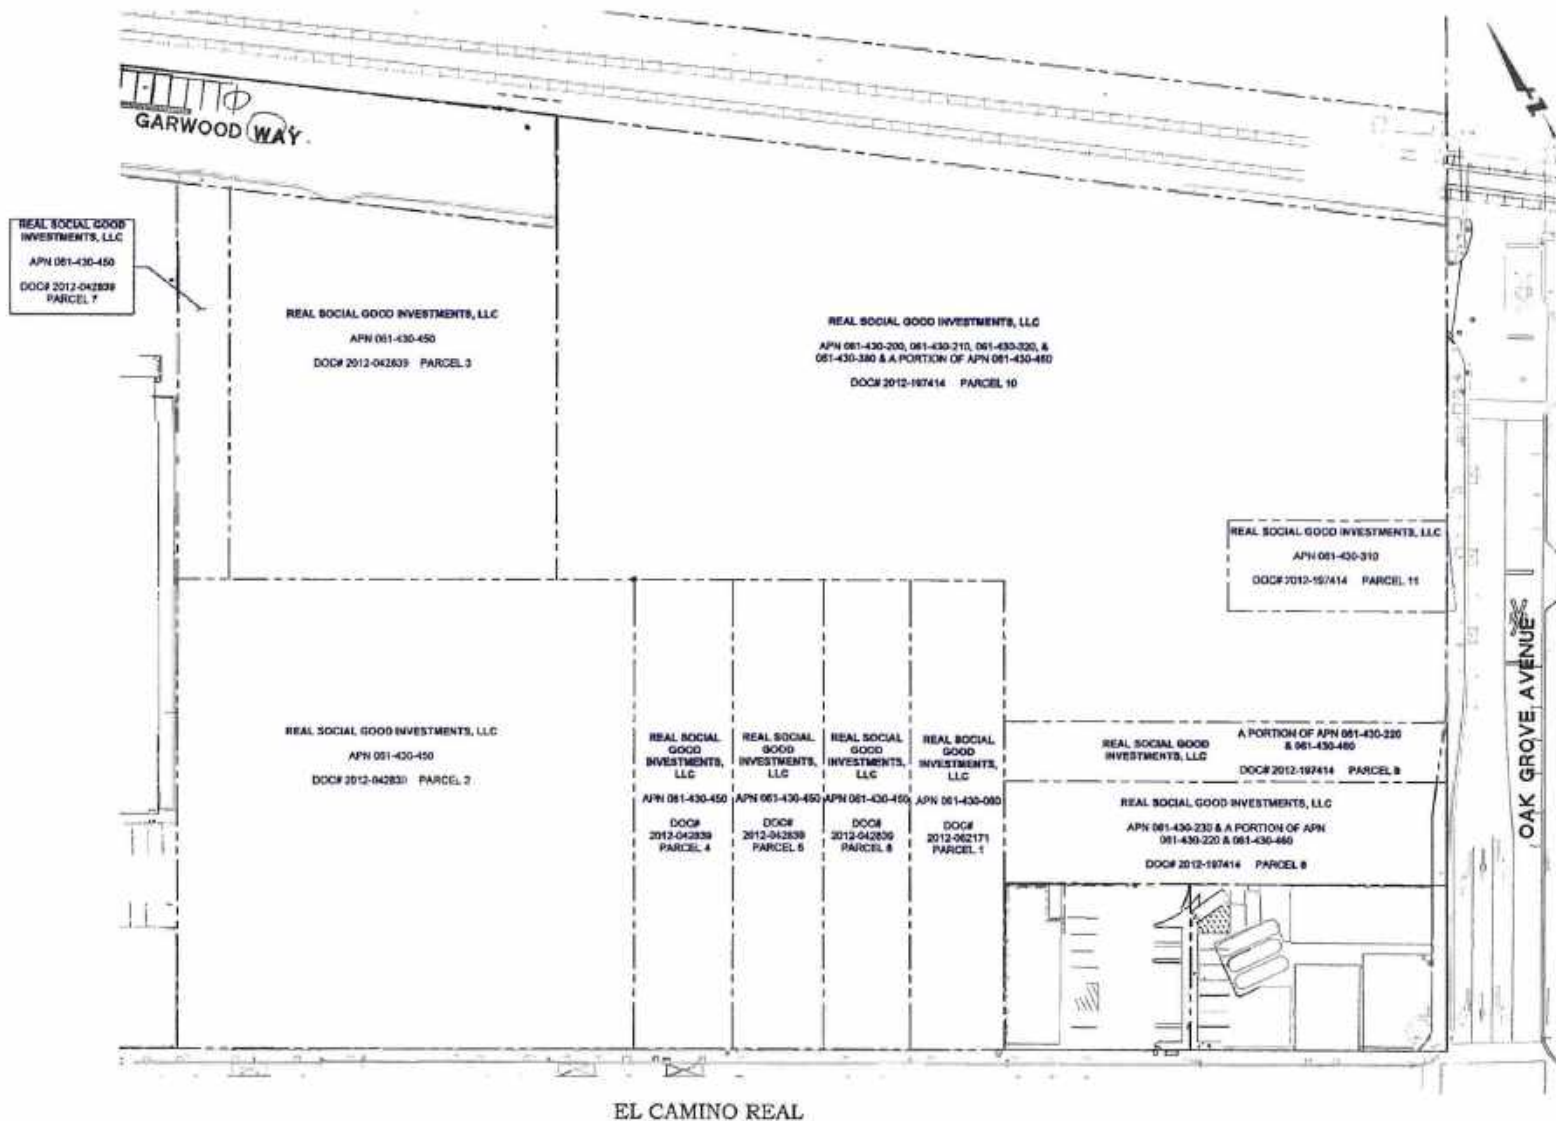 GARWOOD WAY
REAL SOCIAL GOOD
INVESTMENTS, LLC
APN 061-430-450
DOC# 2012-042839
PARCEL 7
REAL SOCIAL GOOD INVESTMENTS, LLC
APN 061-430-450
DOC# 2012-042839 PARCEL 3
REAL SOCIAL GOOD INVESTMENTS, LLC
APN 061-430-200, 061-430-210, 061-430-320, &
061-430-380 & A PORTION OF APN 061-430-460
DOC# 2012-197414 PARCEL 10
REAL SOCIAL GOOD INVESTMENTS, LLC
APN 061-430-310
DOC# 2012-197414 PARCEL 11
OAK GROVE AVENUE
REAL SOCIAL GOOD INVESTMENTS, LLC
APN 061-430-450
DOC# 2012-042839 PARCEL 2
REAL SOCIAL
GOOD
INVESTMENTS,
LLC
APN 061-430-450
DOC#
2012-042839
PARCEL 4
REAL SOCIAL
GOOD
INVESTMENTS,
LLC
APN 061-430-450
DOC#
2012-042839
PARCEL 5
REAL SOCIAL
GOOD
INVESTMENTS,
LLC
APN 061-430-450
DOC#
2012-042839
PARCEL
REAL SOCIAL
GOOD
INVESTMENTS,
LLC
APN 061-430-060
DOC#
2012-062171
PARCEL 1
REAL SOCIAL GOOD
INVESTMENTS, LLC
A PORTION OF APN 061-430-220
& 061-430-460
DOC# 2012-197414 PARCEL
REAL SOCIAL GOOD INVESTMENTS, LLC
APN 061-430-230 & A PORTION OF APN
061-430-220 & 061-430-460
DOC# 2012-197414 PARCEL
EL CAMINO REAL